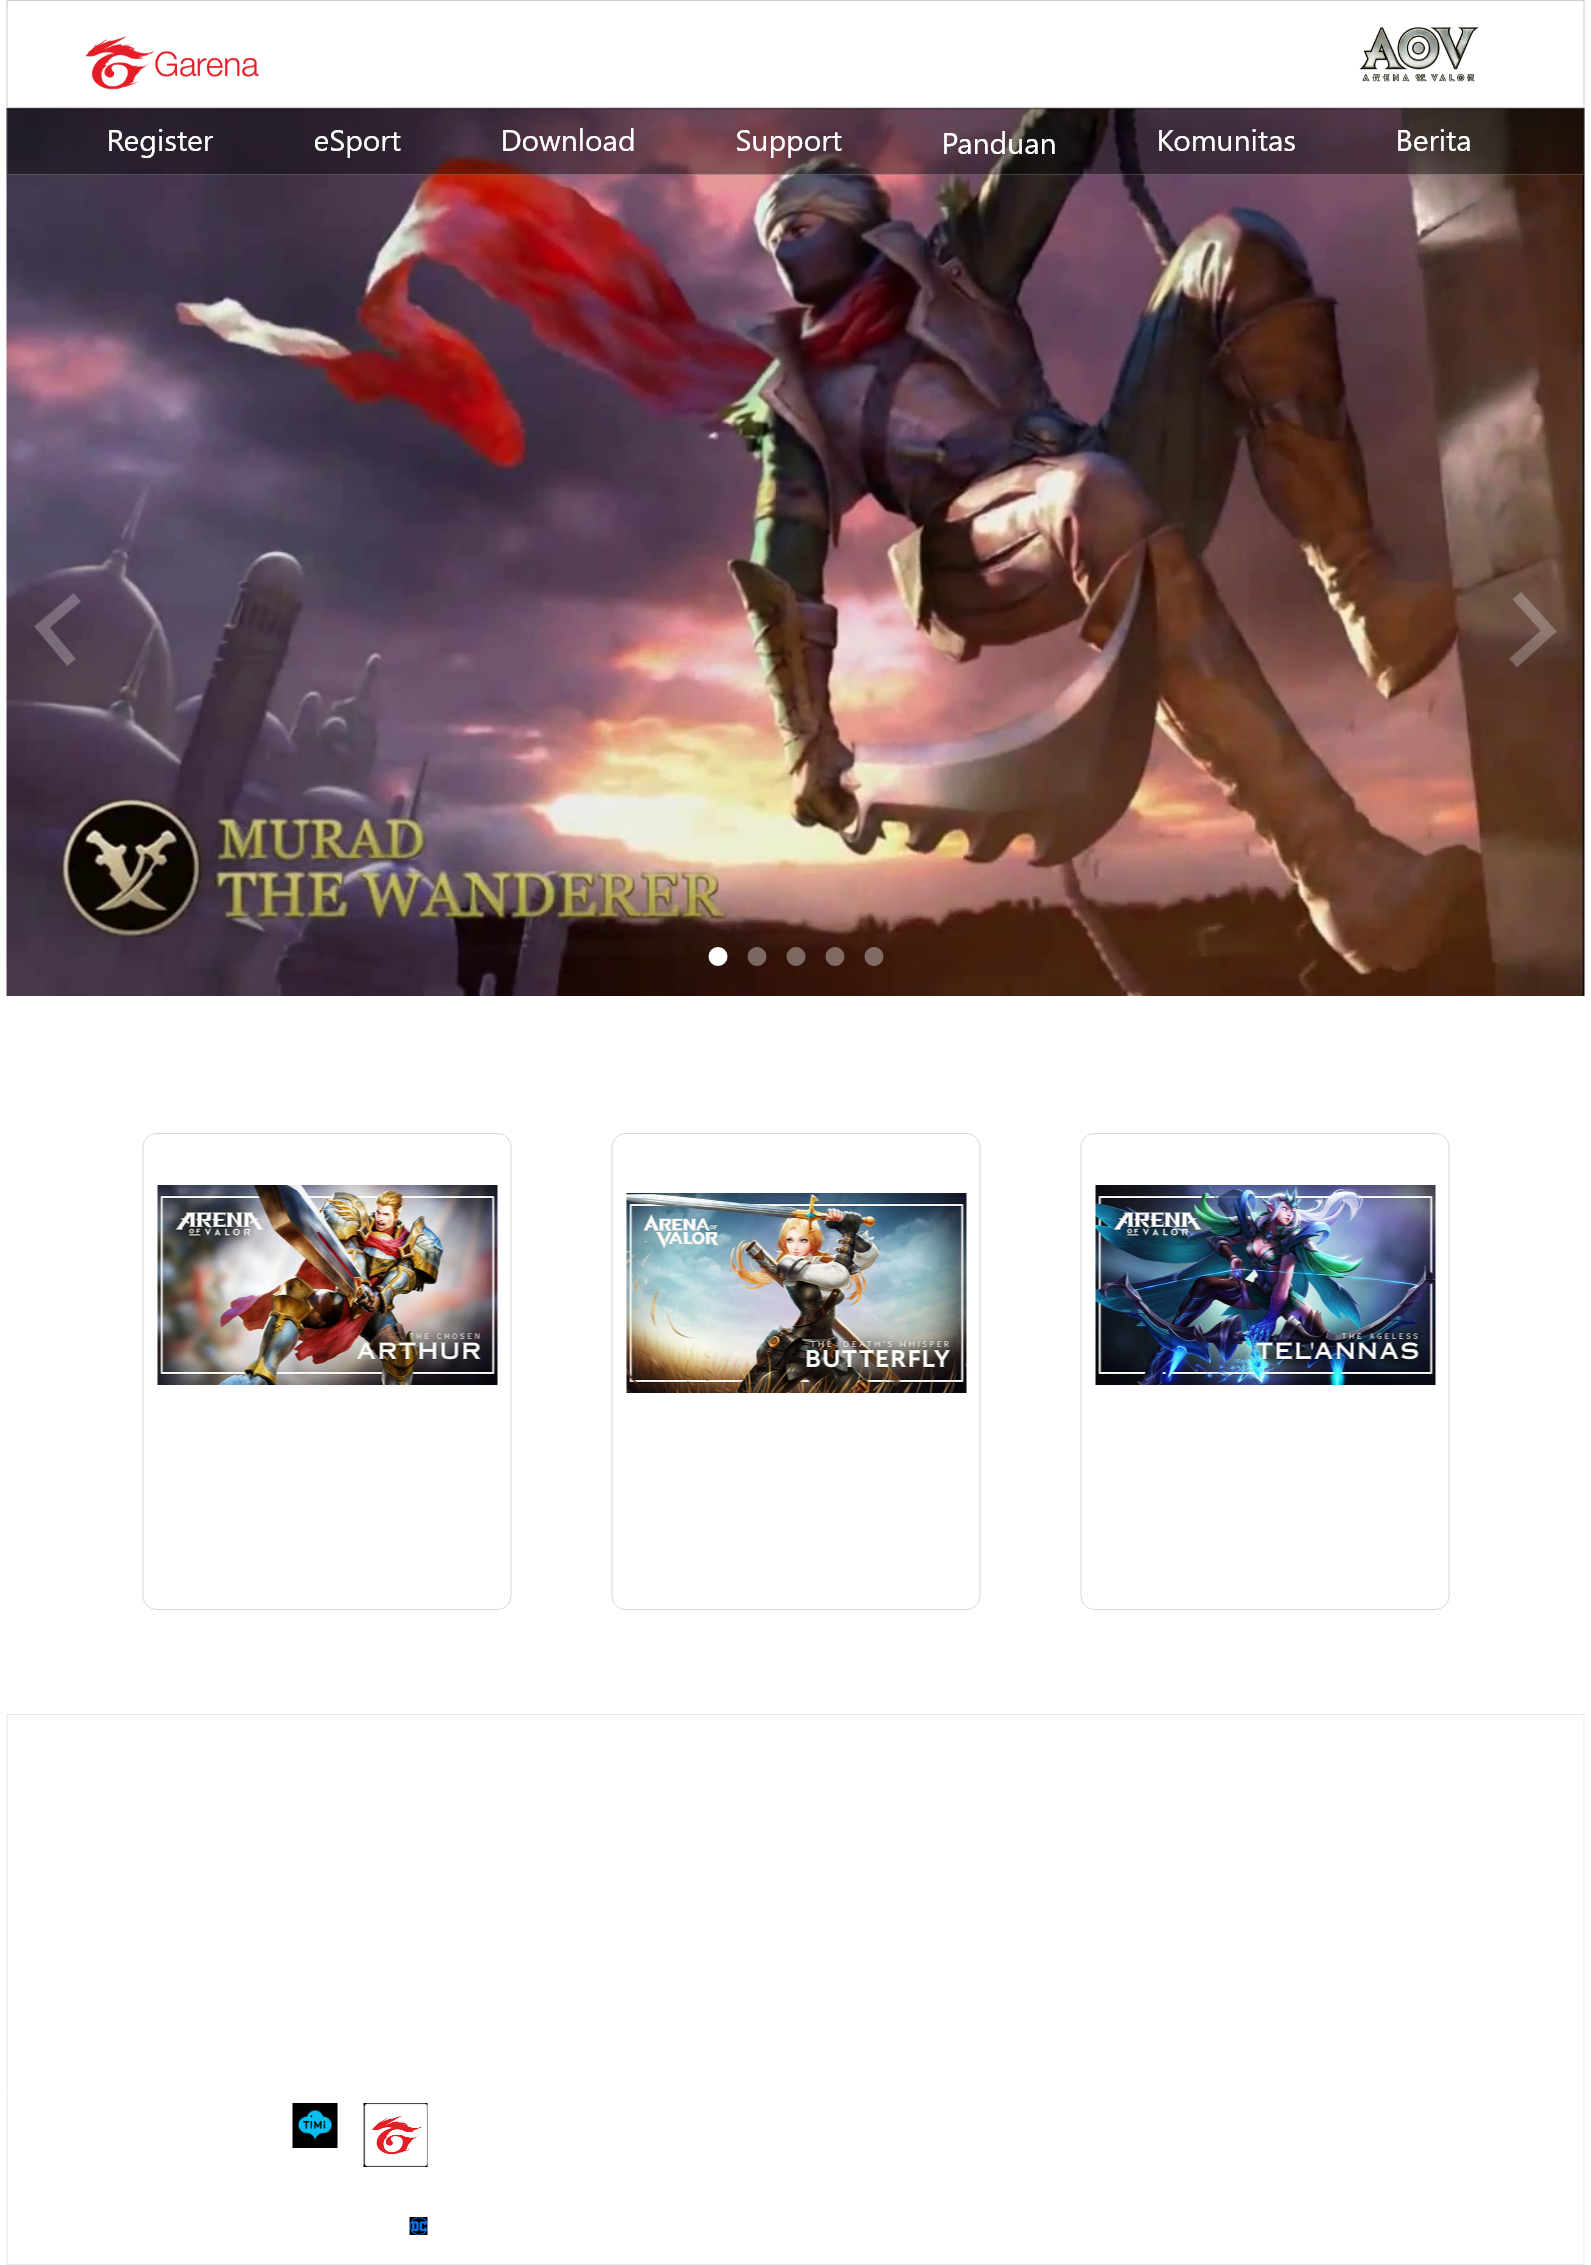 Garena
AOV
ARENA OF VALOR
Register eSport Download Support Panduan Komunitas Berita
MURAD
THE WANDERER
ARENA
OF VALOR
THE CHOSEN
ARTHUR
ARENA OF
VALOR
THE DEATH'S WHISPER
BUTTERFLY
ARENA
OF VALOR
THE AGELESS
TEL'ANNAS
TiMi
DC